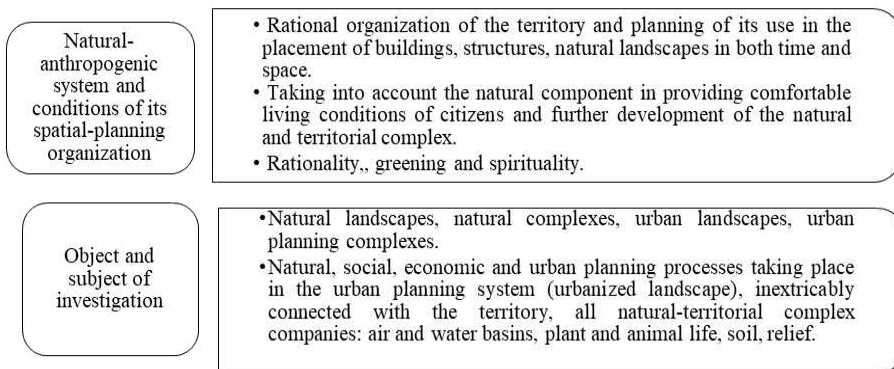 Natural-
anthropogenic
system and
conditions of its
spatial-planning
organization
• Rational organization of the territory and planning of its use in the
placement of buildings, structures, natural landscapes in both time and
space.
• Taking into account the natural component in providing comfortable
living conditions of citizens and further development of the natural
and territorial complex.
• Rationality,, greening and spirituality.
Object and
subject of
investigation
•Natural landscapes, natural complexes, urban landscapes, urban
planning complexes.
•Natural, social, economic and urban planning processes taking place
in the urban planning system (urbanized landscape), inextricably
connected with the territory, all natural-territorial complex
companies: air and water basins, plant and animal life, soil, relief.